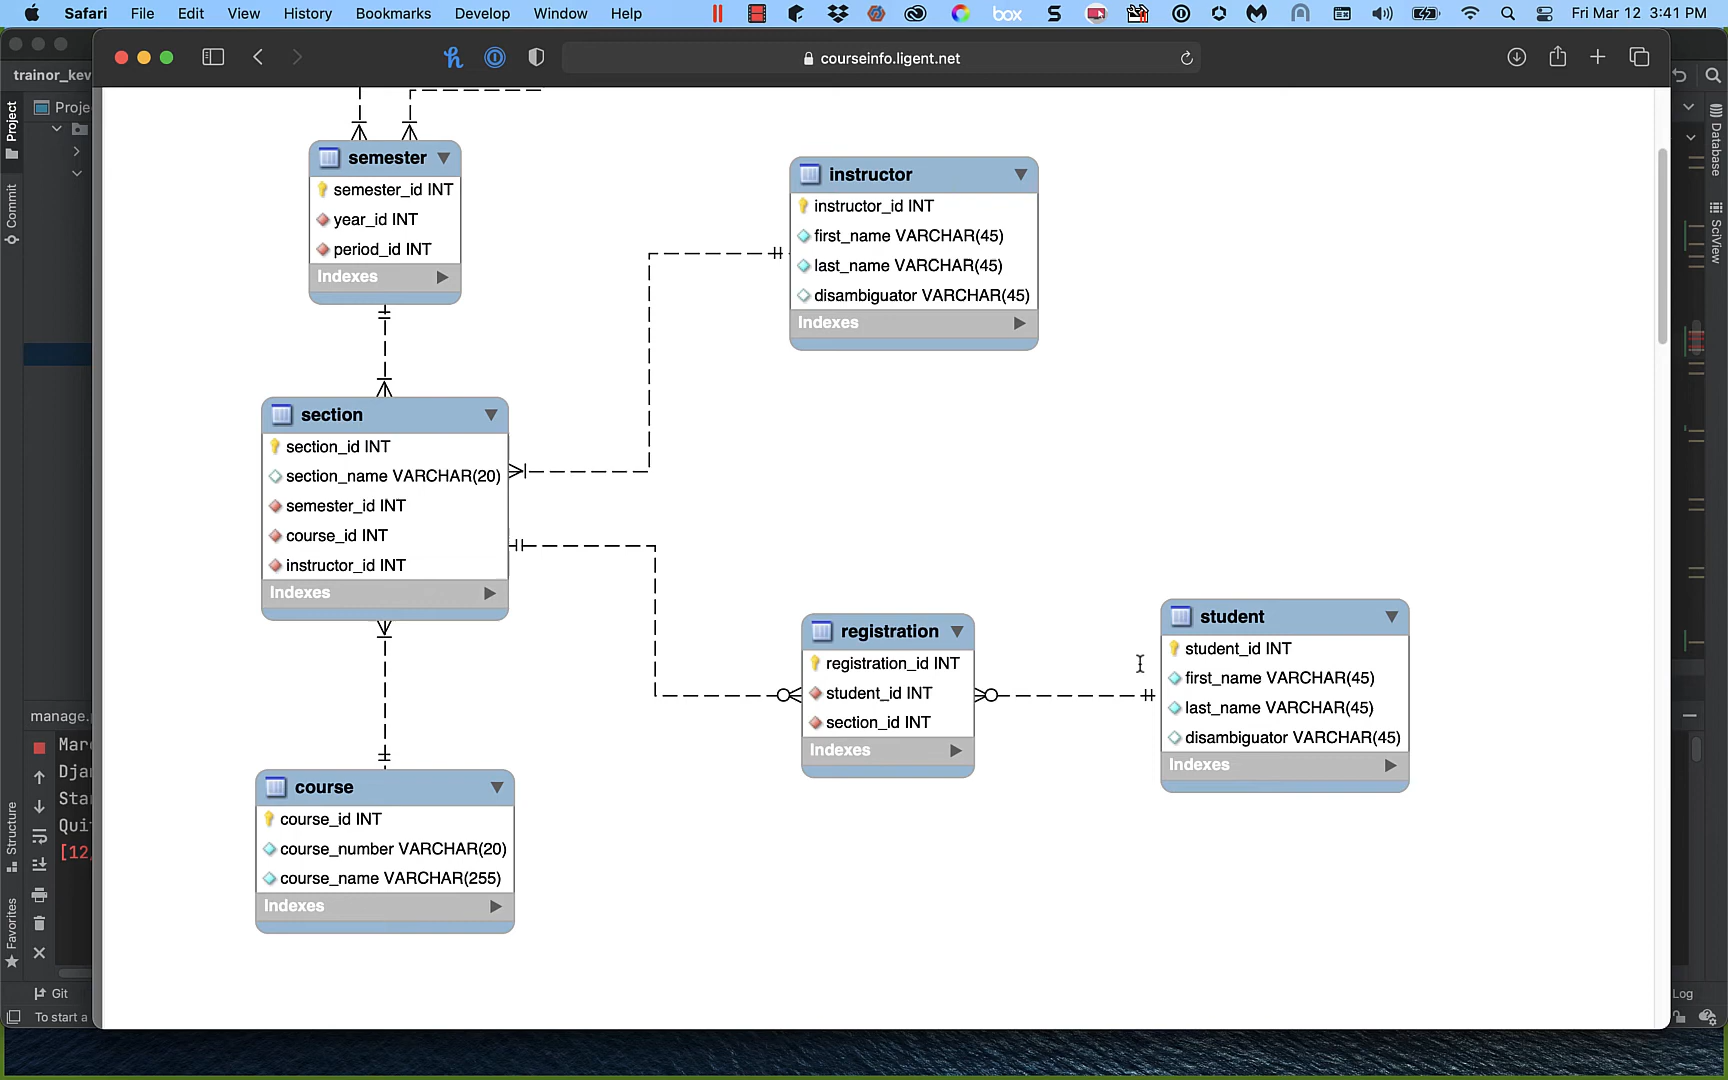 Safari File Edit View History Bookmarks Develop Window Help box Fri Mar 12 3:41 PM
courseinfo.ligent.net
trainor_kev
Project
Proje
Commit
Structure
Favorites
Database
SciView
semester
semester_id INT
year_id INT
period_id INT
Indexes
instructor
instructor_id INT
first_name VARCHAR(45)
last_name VARCHAR(45)
disambiguator VARCHAR(45)
Indexes
section
section_id INT
section_name VARCHAR(20)
semester_id INT
course_id INT
instructor_id INT
Indexes
registration
registration_id INT
student_id INT
section_id INT
Indexes
student
student_id INT
first_name VARCHAR(45)
last_name VARCHAR(45)
disambiguator VARCHAR(45)
Indexes
course
course_id INT
course_number VARCHAR(20)
course_name VARCHAR(255)
Indexes
manage.
Marc
Djan
Star
Quit
[12/
Git
To start a
Log